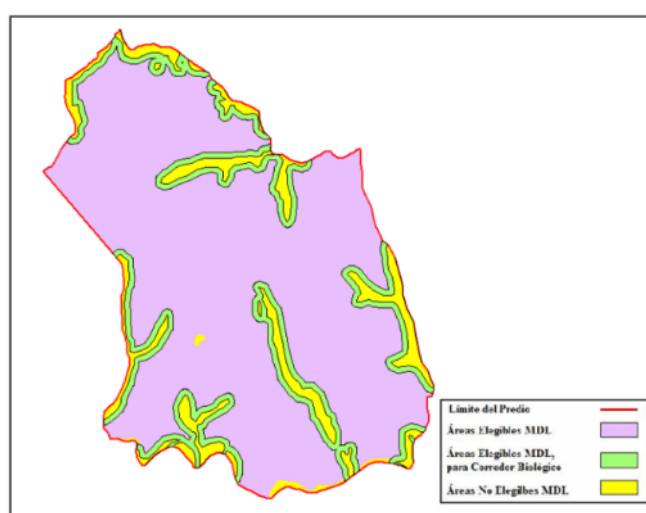 Límite del Predio
Áreas Elegibles MDL
Áreas Elegibles MDL,
para Corredor Biológico
Áreas No Elegilbes MDL